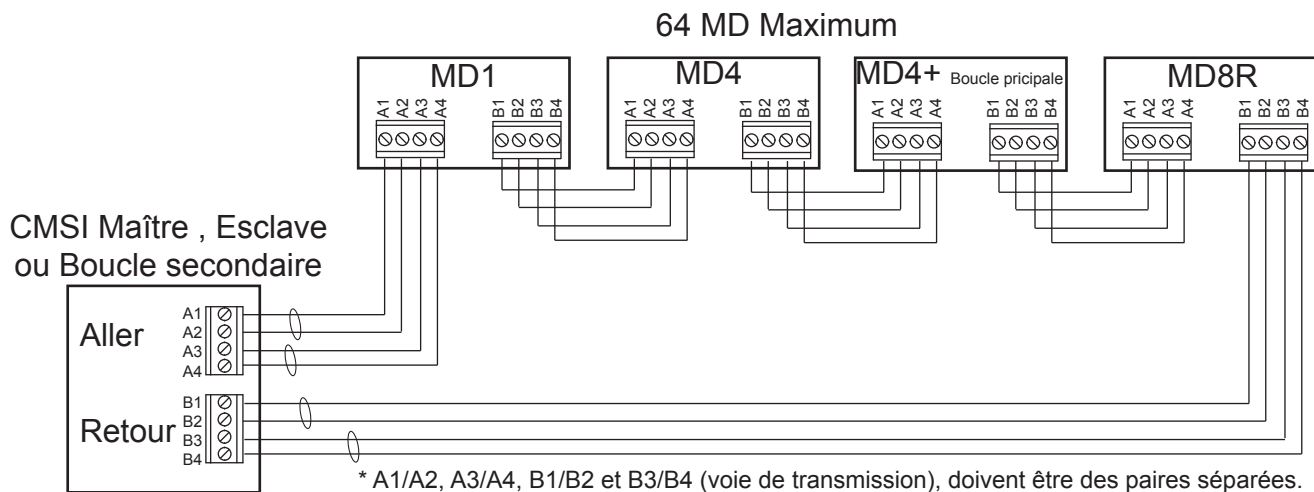 64 MD Maximum
MD1
MD4
MD4+ Boucle pricipale
MD8R
A1 A2 A3 A4 B1 B2 B3 B4
A1 A2 A3 A4 B1 B2 B3 B4
A1 A2 A3 A4 B1 B2 B3 B4
A1 A2 A3 A4 B1 B2 B3 B4
CMSI Maître , Esclave
ou Boucle secondaire
Aller
A1
A2
A3
A4
Retour
B1
B2
B3
B4
* A1/A2, A3/A4, B1/B2 et B3/B4 (voie de transmission), doivent être des paires séparées.